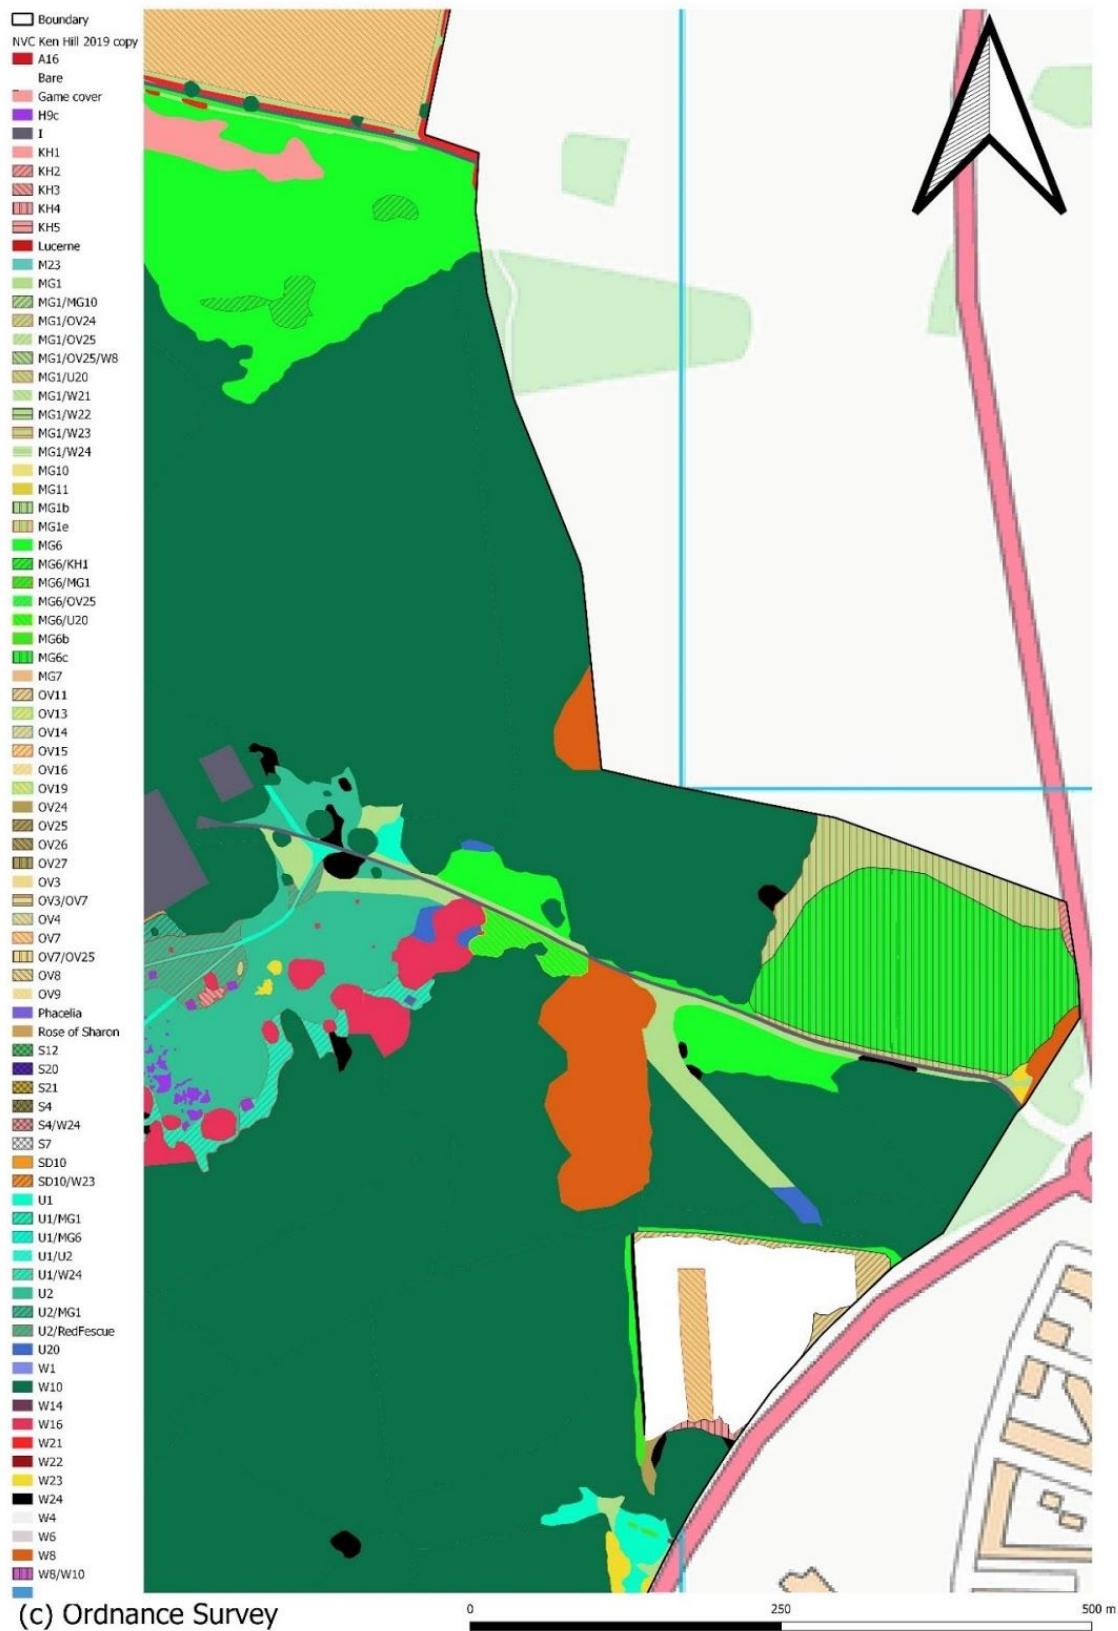 Boundary
NVC Ken Hill 2019 copy
A16
Bare
Game cover
H9c
I
KH1
KH2
KH3
KH4
KH5
Lucerne
M23
MG1
MG1/MG10
MG1/OV24
MG1/OV25
MG1/OV25/W8
MG1/U20
MG1/W21
MG1/W22
MG1/W23
MG1/W24
MG10
MG11
MG1b
MG1e
MG6
MG6/KH1
MG6/MG1
MG6/OV25
MG6/U20
MG6b
MG6c
MG7
OV11
OV13
OV14
OV15
OV16
OV19
OV24
OV25
OV26
OV27
OV3
OV3/OV7
OV4
OV7
OV7/OV25
OV8
OV9
Phacelia
Rose of Sharon
S12
S20
S21
S4
S4/W24
S7
SD10
SD10/W23
U1
U1/MG1
U1/MG6
U1/U2
U1/W24
U2
U2/MG1
U2/RedFescue
U20
W1
W10
W14
W16
W21
W22
W23
W24
W4
W6
W8
W8/W10
(c) Ordnance Survey
0 250 500 m